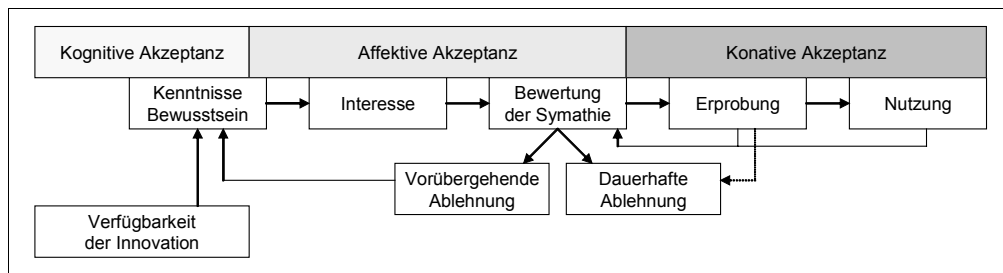 Kognitive Akzeptanz
Affektive Akzeptanz
Konative Akzeptanz
Kenntnisse
Bewusstsein
Interesse
Bewertung
der Symathie
Erprobung
Nutzung
Vorübergehende
Ablehnung
Dauerhafte
Ablehnung
Verfügbarkeit
der Innovation